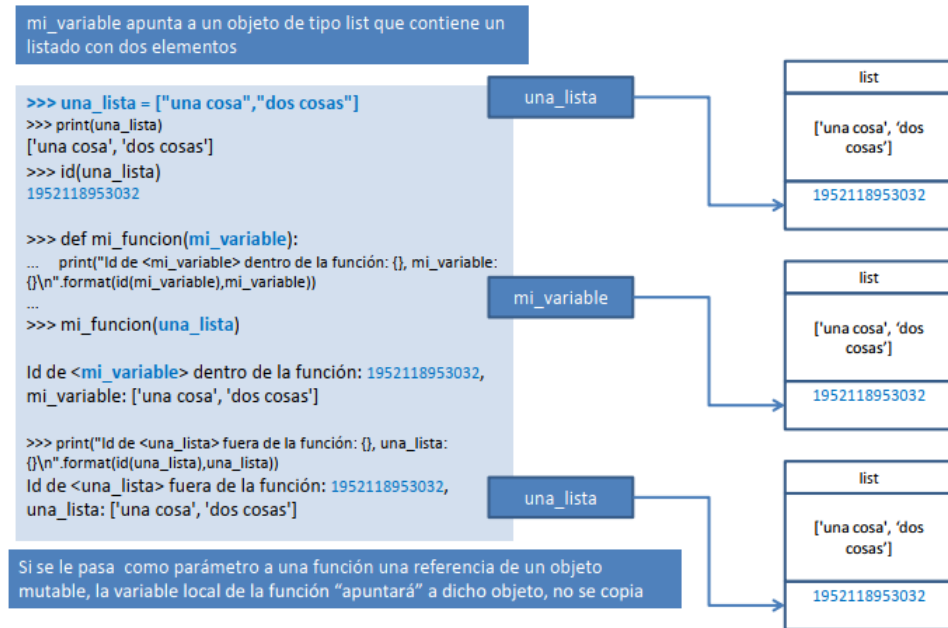 mi_variable apunta a un objeto de tipo list que contiene un
listado con dos elementos
>>> una_lista = ["una cosa","dos cosas"]
>>> print(una_lista)
['una cosa', 'dos cosas']
>>> id(una_lista)
1952118953032
>>> def mi_funcion(mi_variable):
... print("Id de <mi_variable> dentro de la función: {}, mi_variable:
{}\n".format(id(mi_variable),mi_variable))
...
>>> mi_funcion(una_lista)
Id de <mi_variable> dentro de la función: 1952118953032,
mi_variable: ['una cosa', 'dos cosas']
>>> print("Id de <una_lista> fuera de la función: {}, una_lista:
{}\n".format(id(una_lista),una_lista))
Id de <una_lista> fuera de la función: 1952118953032,
una_lista: ['una cosa', 'dos cosas']
Si se le pasa como parámetro a una función una referencia de un objeto
mutable, la variable local de la función “apuntará” a dicho objeto, no se copia
una_lista
list
['una cosa', ‘dos
cosas’]
1952118953032
mi_variable
list
['una cosa', ‘dos
cosas’]
1952118953032
una_lista
list
['una cosa', ‘dos
cosas’]
1952118953032